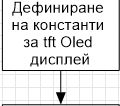 Дефиниране
на константи
за tft Oled
дисплей